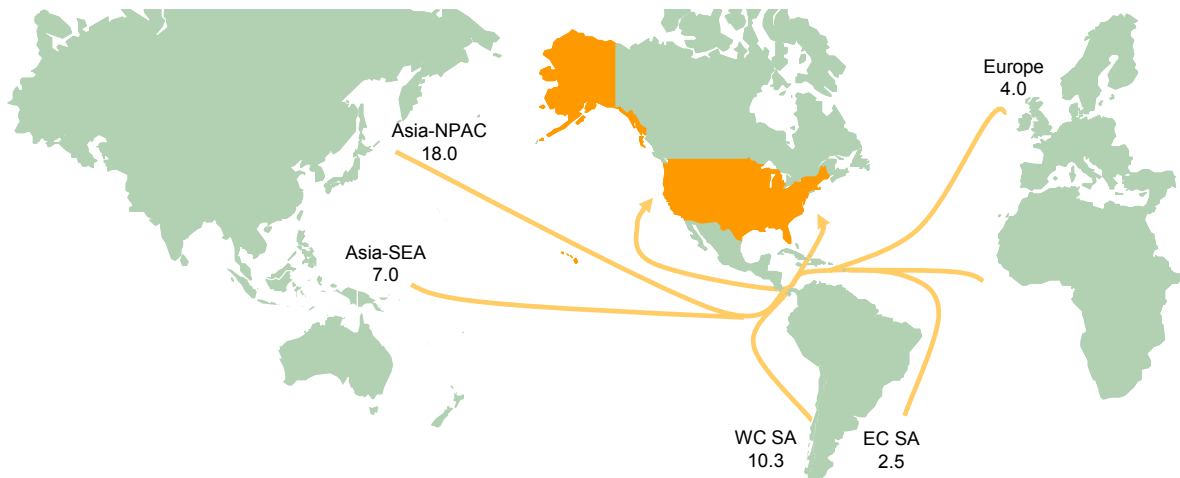 Europe
4.0
Asia-NPAC
18.0
Asia-SEA
7.0
WC SA
10.3
EC SA
2.5